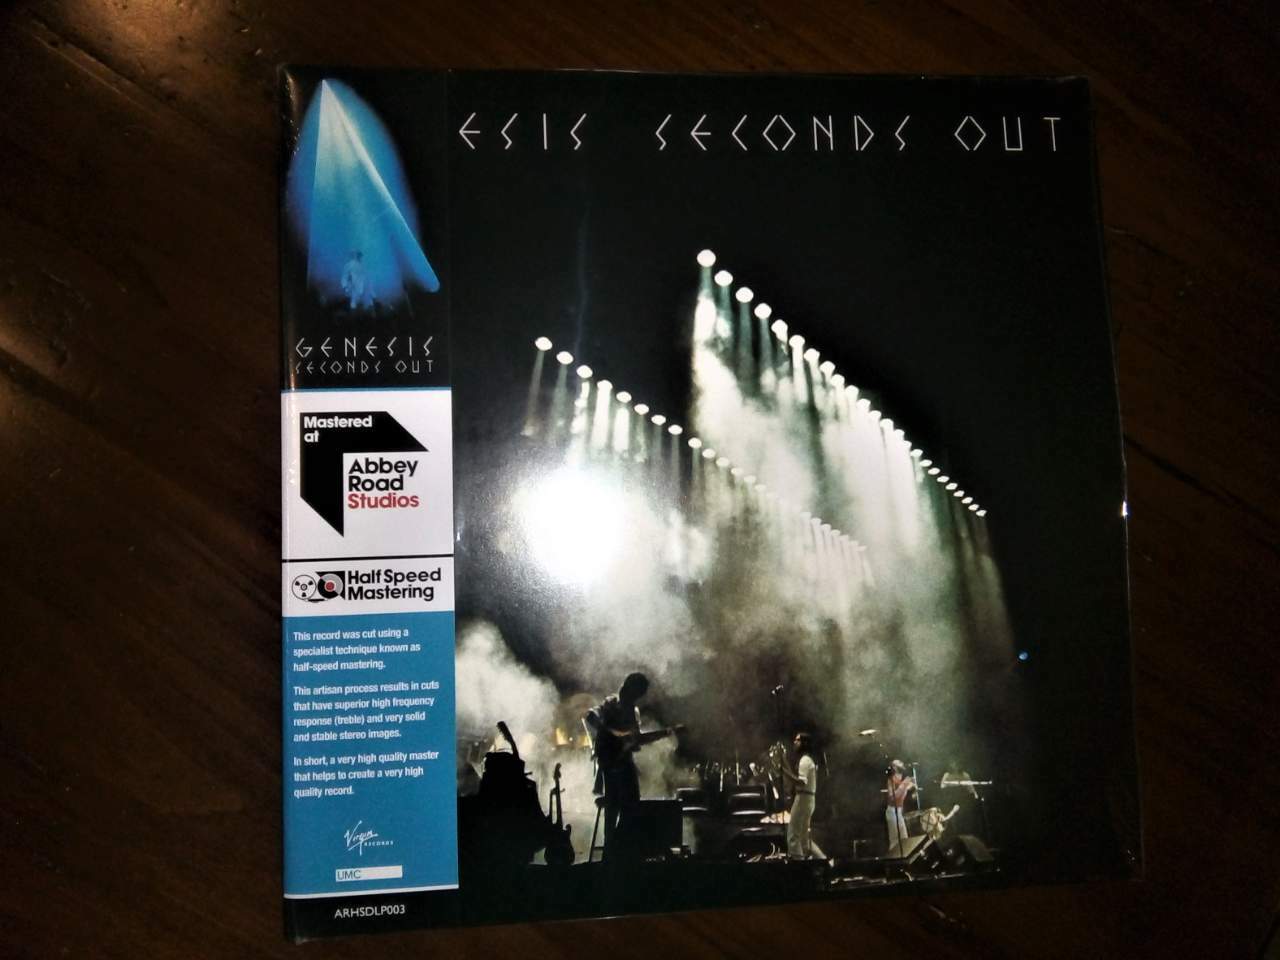 ESIS SECONDS OUT
GENESIS
SECONDS OUT
Mastered
at
Abbey
Road
Studios
Half Speed
Mastering
This record was cut using a
specialist technique known as
half-speed mastering.
This artisan process results in cuts
that have superior high frequency
response (treble) and very solid
and stable stereo images.
In short, a very high quality master
that helps to create a very high
quality record.
Virgin
RECORDS
UMC
ARHSDLP003